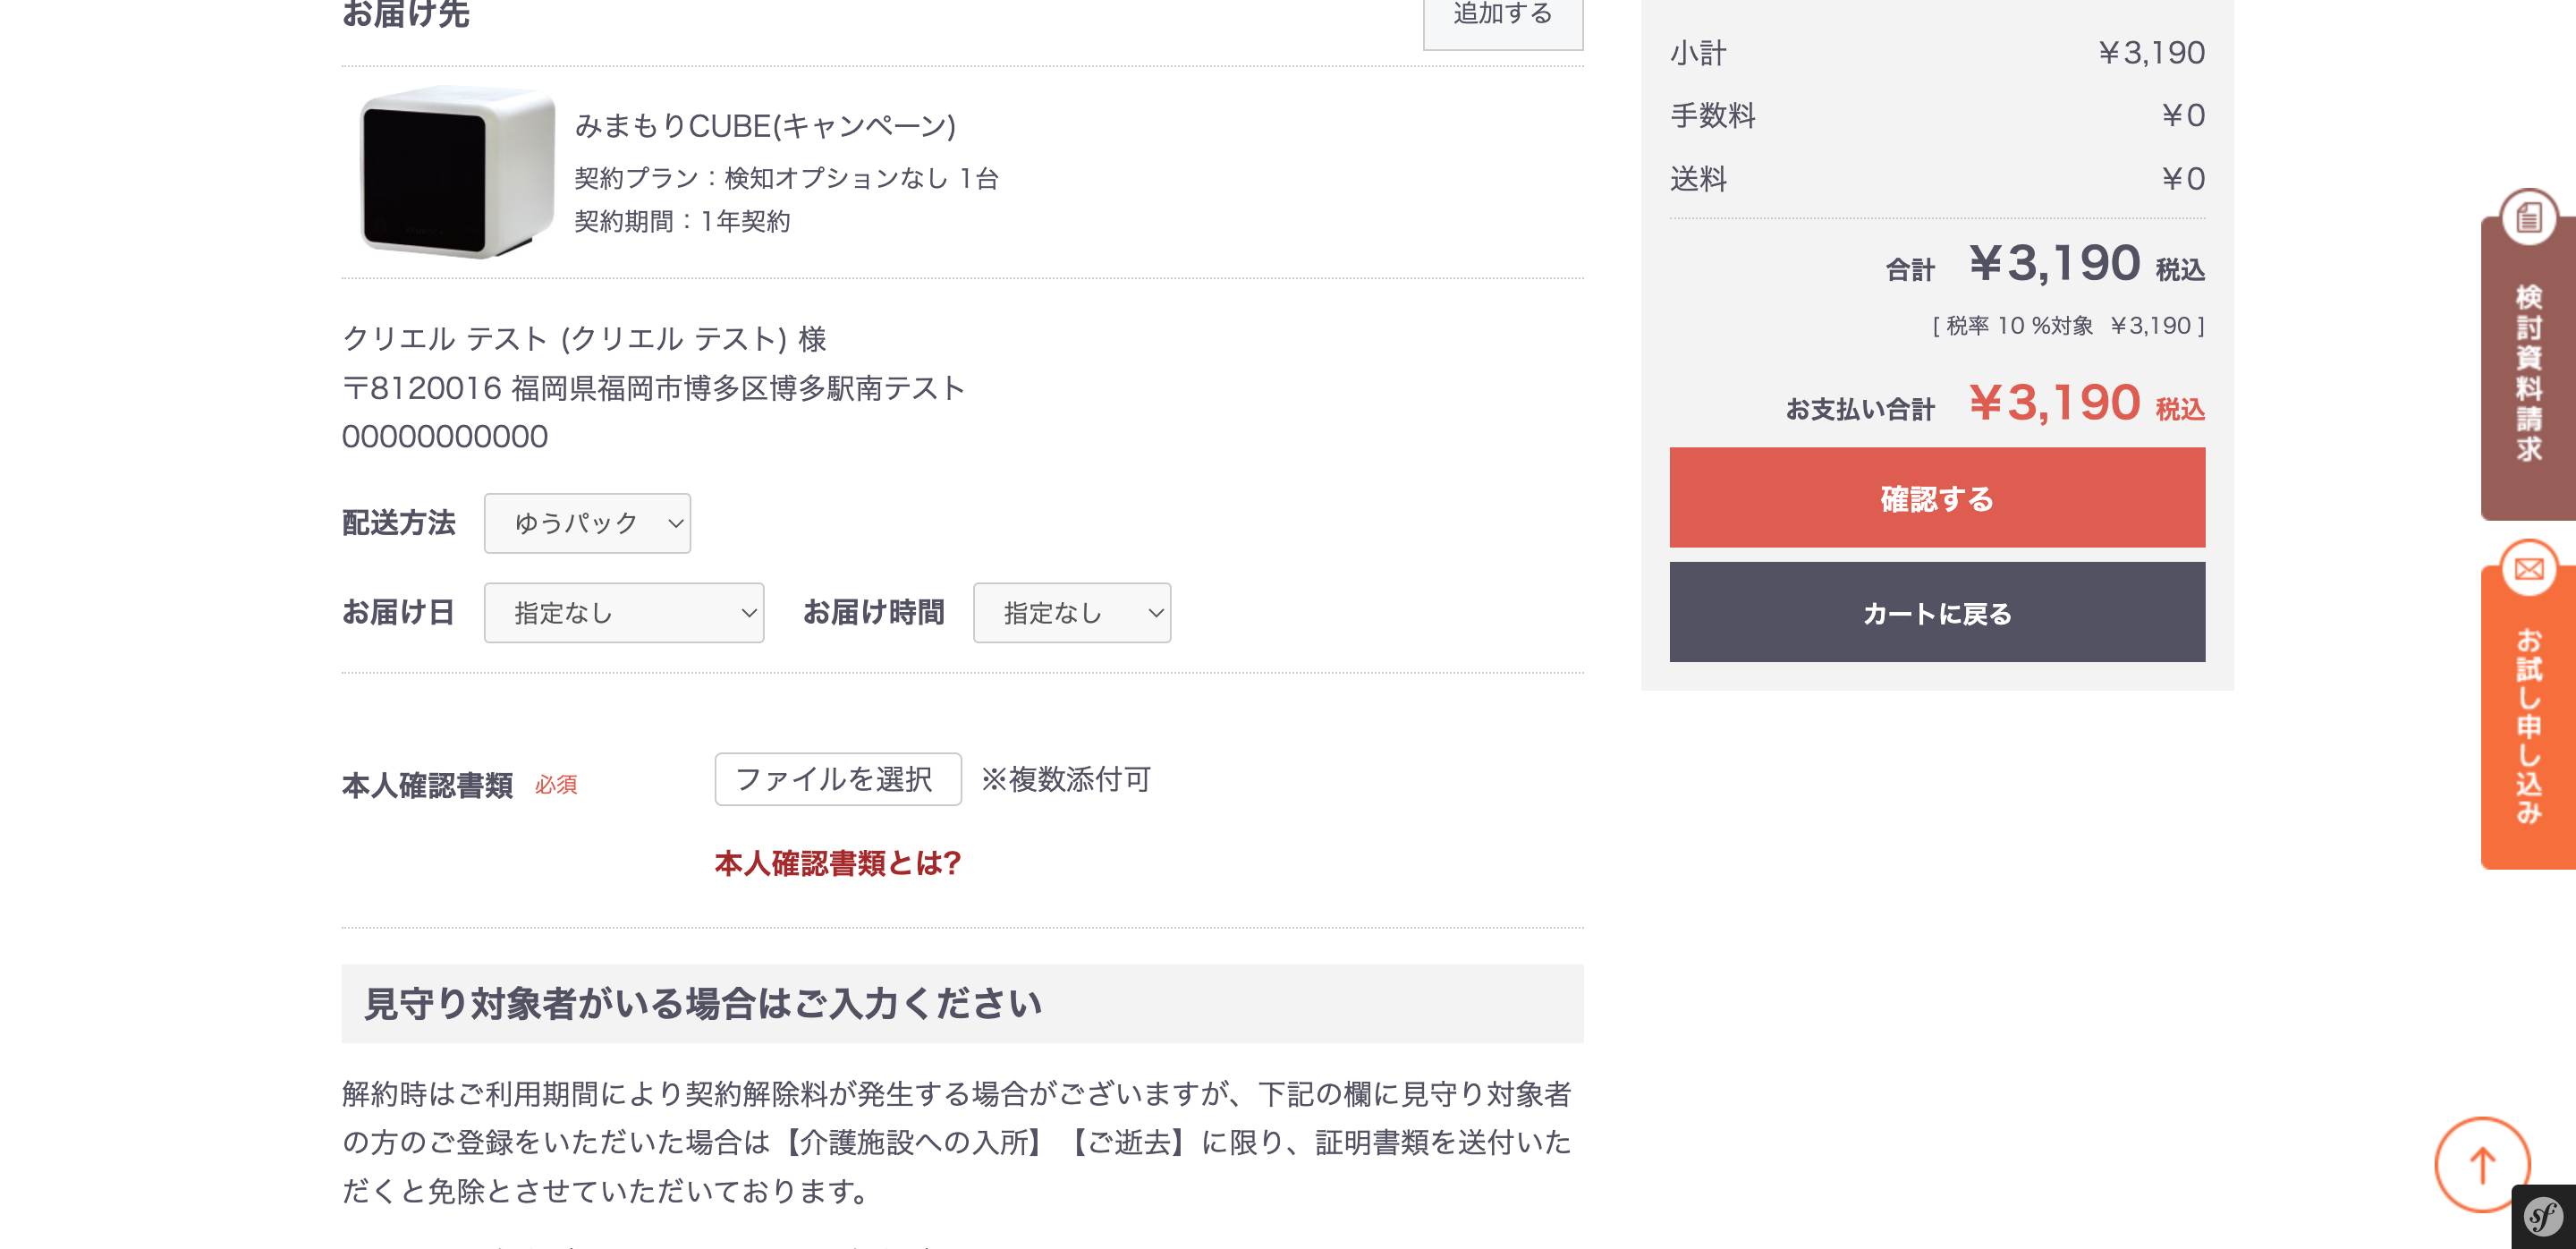 お届け先
追加する
みまもりCUBE(キャンペーン)
契約プラン：検知オプションなし 1台
契約期間：1年契約
クリエル テスト (クリエル テスト) 様
〒8120016 福岡県福岡市博多区博多駅南テスト
00000000000
配送方法 ゆうパック
お届け日 指定なし お届け時間 指定なし
本人確認書類 必須 ファイルを選択 ※複数添付可
本人確認書類とは?
見守り対象者がいる場合はご入力ください
解約時はご利用期間により契約解除料が発生する場合がございますが、下記の欄に見守り対象者
の方のご登録をいただいた場合は【介護施設への入所】【ご逝去】に限り、証明書類を送付いた
だくと免除とさせていただいております。
小計 ￥3,190
手数料 ￥0
送料 ￥0
合計 ￥3,190 税込
[ 税率 10 %対象 ￥3,190 ]
お支払い合計 ￥3,190 税込
確認する
カートに戻る
検討資料請求
お試し申し込み
sf